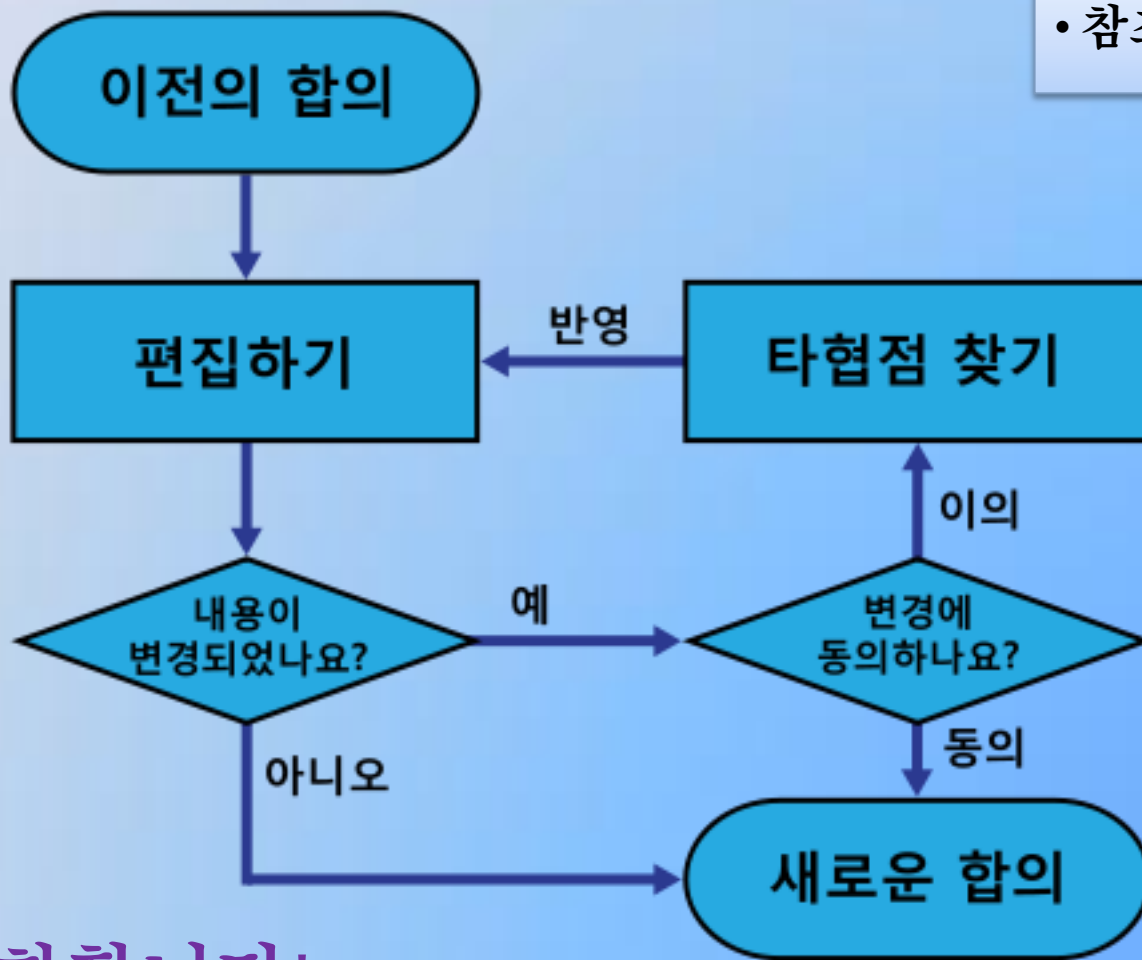 이전의 합의
편집하기
반영
타협점 찾기
이의
내용이
변경되었나요?
예
변경에
동의하나요?
아니오
동의
새로운 합의